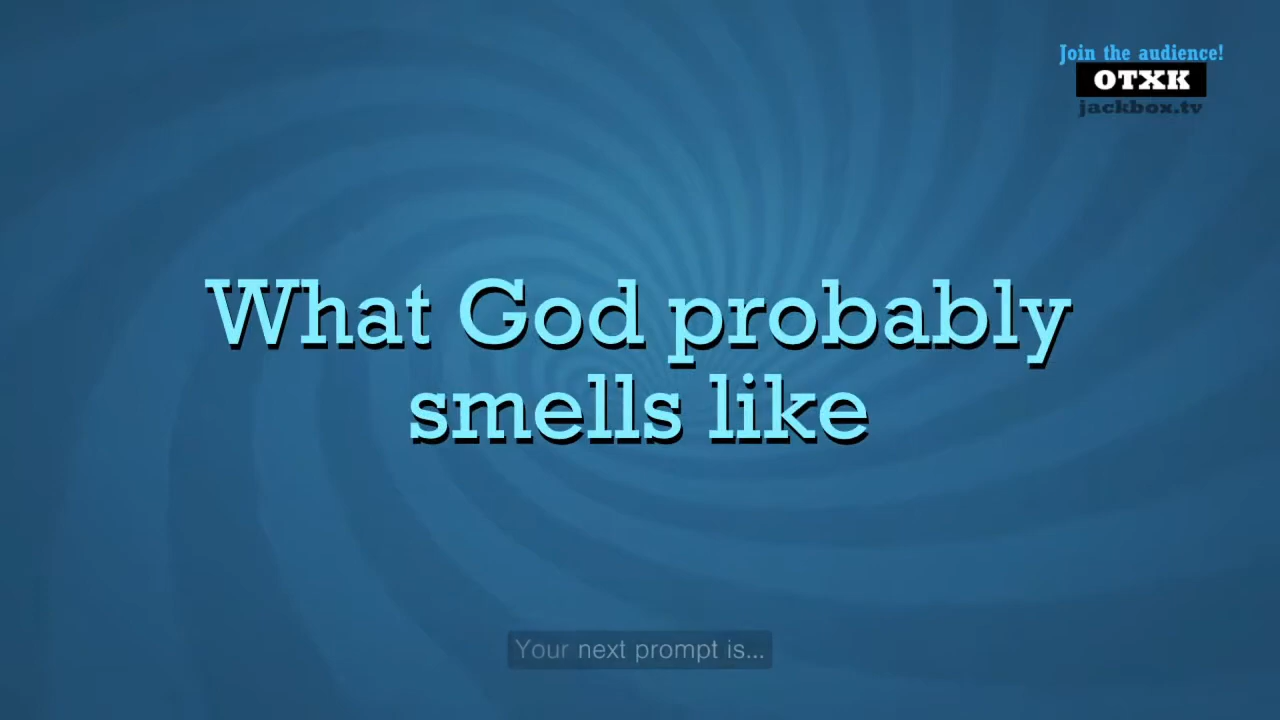 Join the audience!
OTXK
jackbox.tv
What God probably
smells like
Your next prompt is...